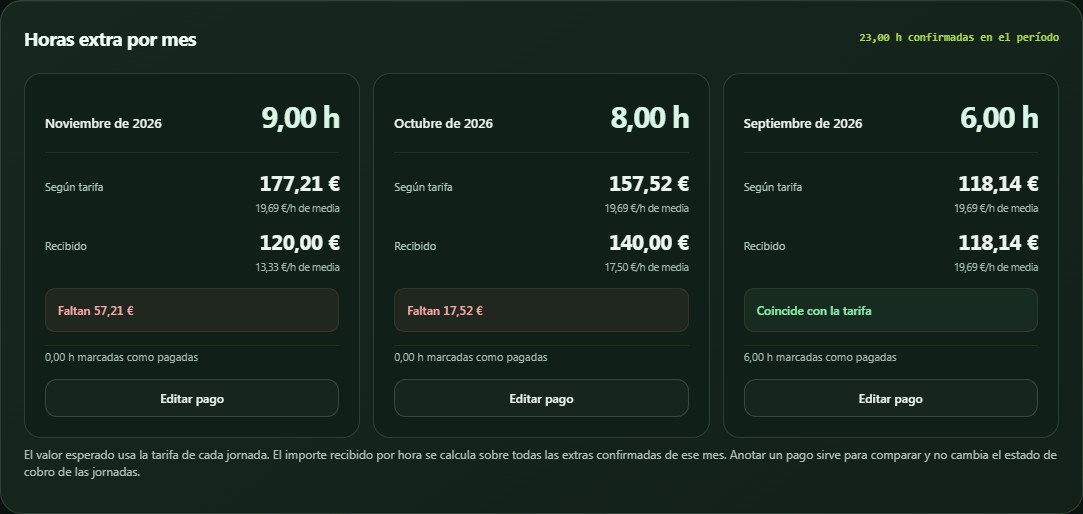 Horas extra por mes
23,00 h confirmadas en el período
Noviembre de 2026
9,00 h
Según tarifa
177,21 €
19,69 €/h de media
Recibido
120,00 €
13,33 €/h de media
Faltan 57,21 €
0,00 h marcadas como pagadas
Editar pago
Octubre de 2026
8,00 h
Según tarifa
157,52 €
19,69 €/h de media
Recibido
140,00 €
17,50 €/h de media
Faltan 17,52 €
0,00 h marcadas como pagadas
Editar pago
Septiembre de 2026
6,00 h
Según tarifa
118,14 €
19,69 €/h de media
Recibido
118,14 €
19,69 €/h de media
Coincide con la tarifa
6,00 h marcadas como pagadas
Editar pago
El valor esperado usa la tarifa de cada jornada. El importe recibido por hora se calcula sobre todas las extras confirmadas de ese mes. Anotar un pago sirve para comparar y no cambia el estado de
cobro de las jornadas.